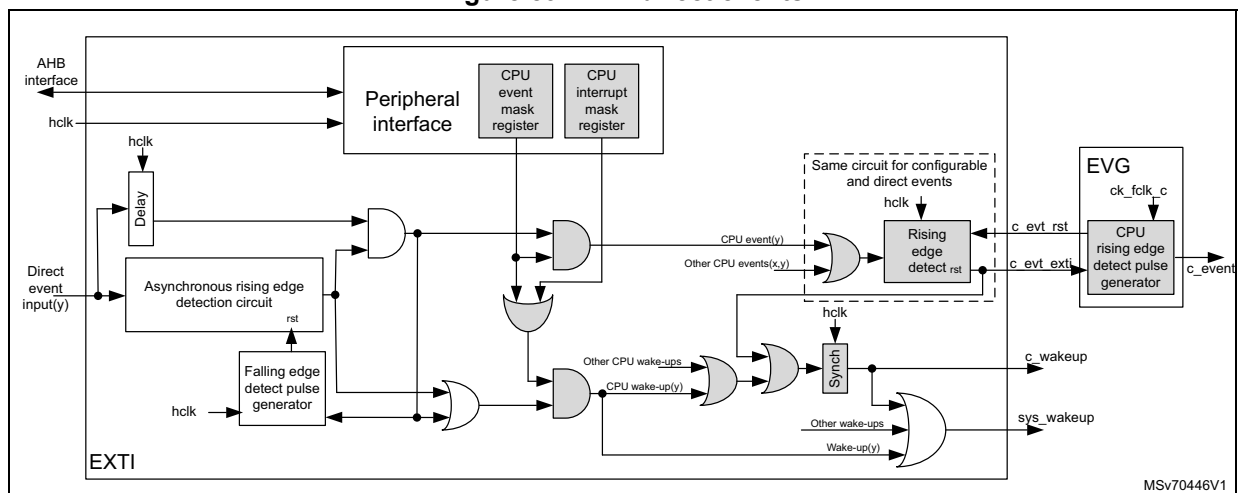 AHB
interface
hclk
Peripheral
interface
CPU
event
mask
register
CPU
interrupt
mask
register
hclk
Delay
Direct
event
input(y)
Asynchronous rising edge
detection circuit
rst
Falling edge
detect pulse
generator
hclk
CPU event(y)
Other CPU events(x,y)
Same circuit for configurable
and direct events
hclk
Rising
edge
detect rst
c_evt_rst
c_evt_exti
EVG
ck_fclk_c
CPU
rising edge
detect pulse
generator
c_event
Other CPU wake-ups
CPU wake-up(y)
hclk
Synch
c_wakeup
Other wake-ups
Wake-up(y)
sys_wakeup
EXTI
MSv70446V1